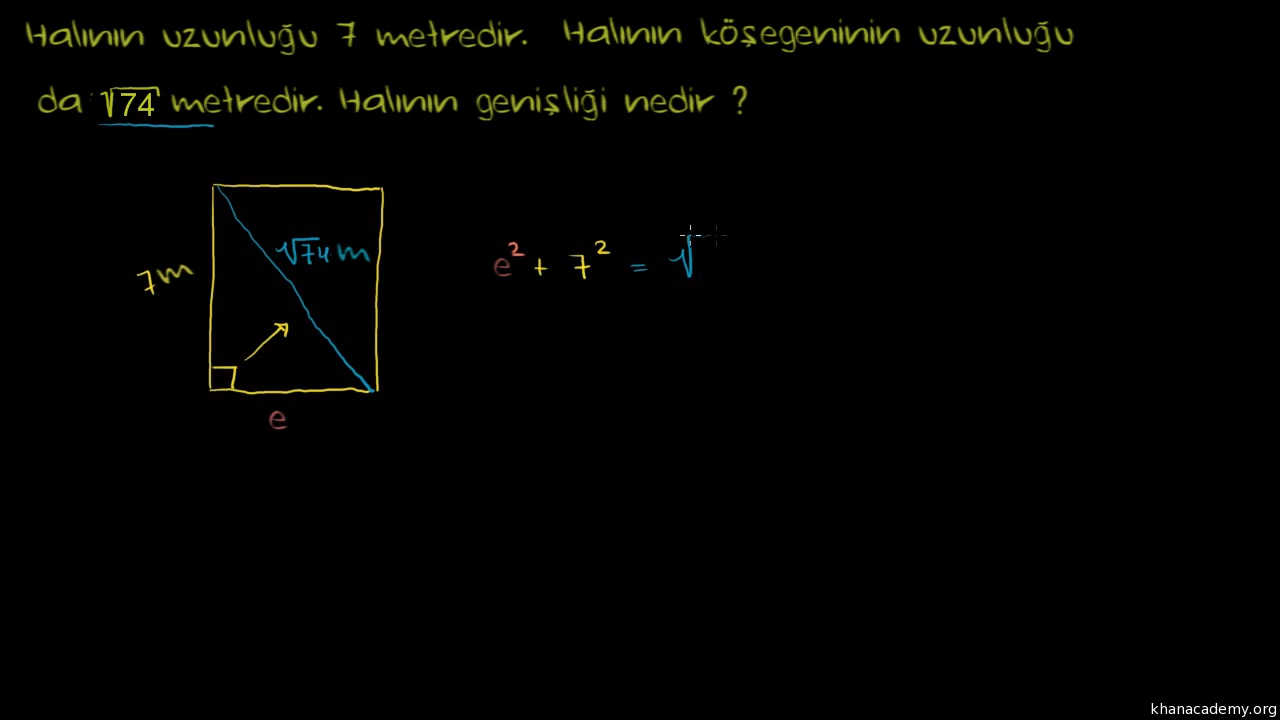 Halının uzunluğu 7 metredir. Halının köşegeninin uzunluğu
da √74 metredir. Halının genişliği nedir ?
√74 m
7m
e² + 7² = √
e
khanacademy.org